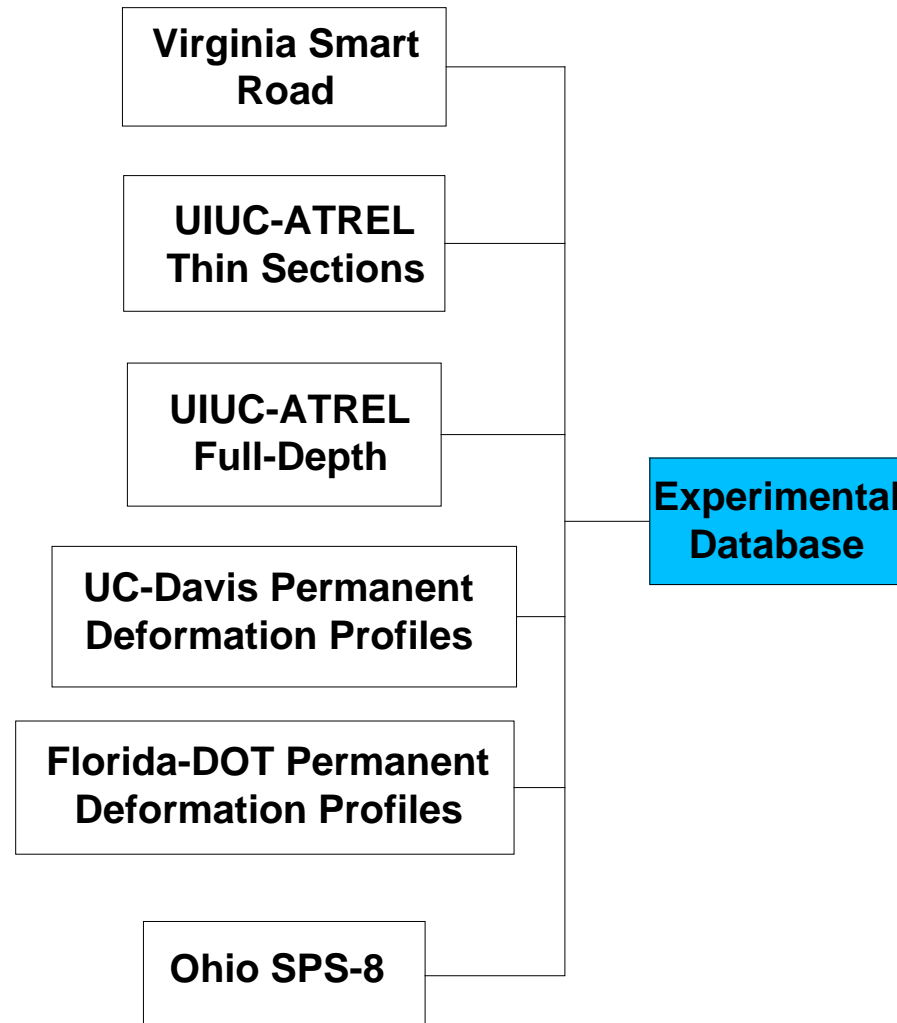 Virginia Smart
Road
UIUC-ATREL
Thin Sections
UIUC-ATREL
Full-Depth
Experimental
Database
UC-Davis Permanent
Deformation Profiles
Florida-DOT Permanent
Deformation Profiles
Ohio SPS-8